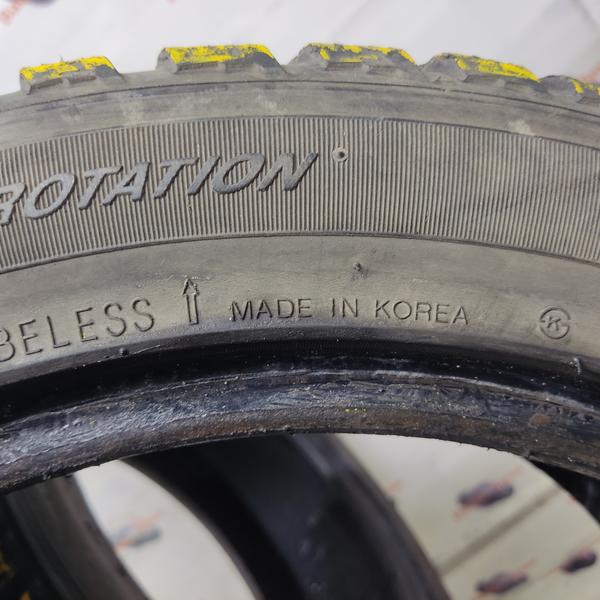 ROTATION
BELESS ↑ MADE IN KOREA K